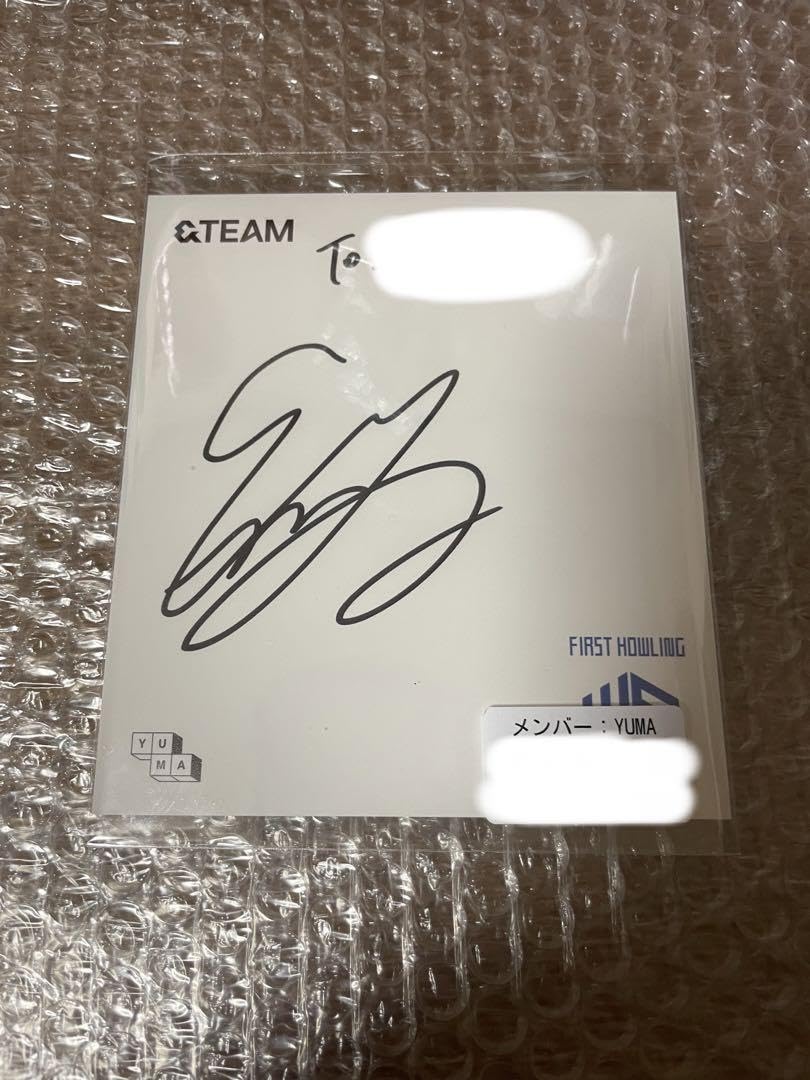 &TEAM
To
FIRST HOWLING
メンバー：YUMA
YU
MA